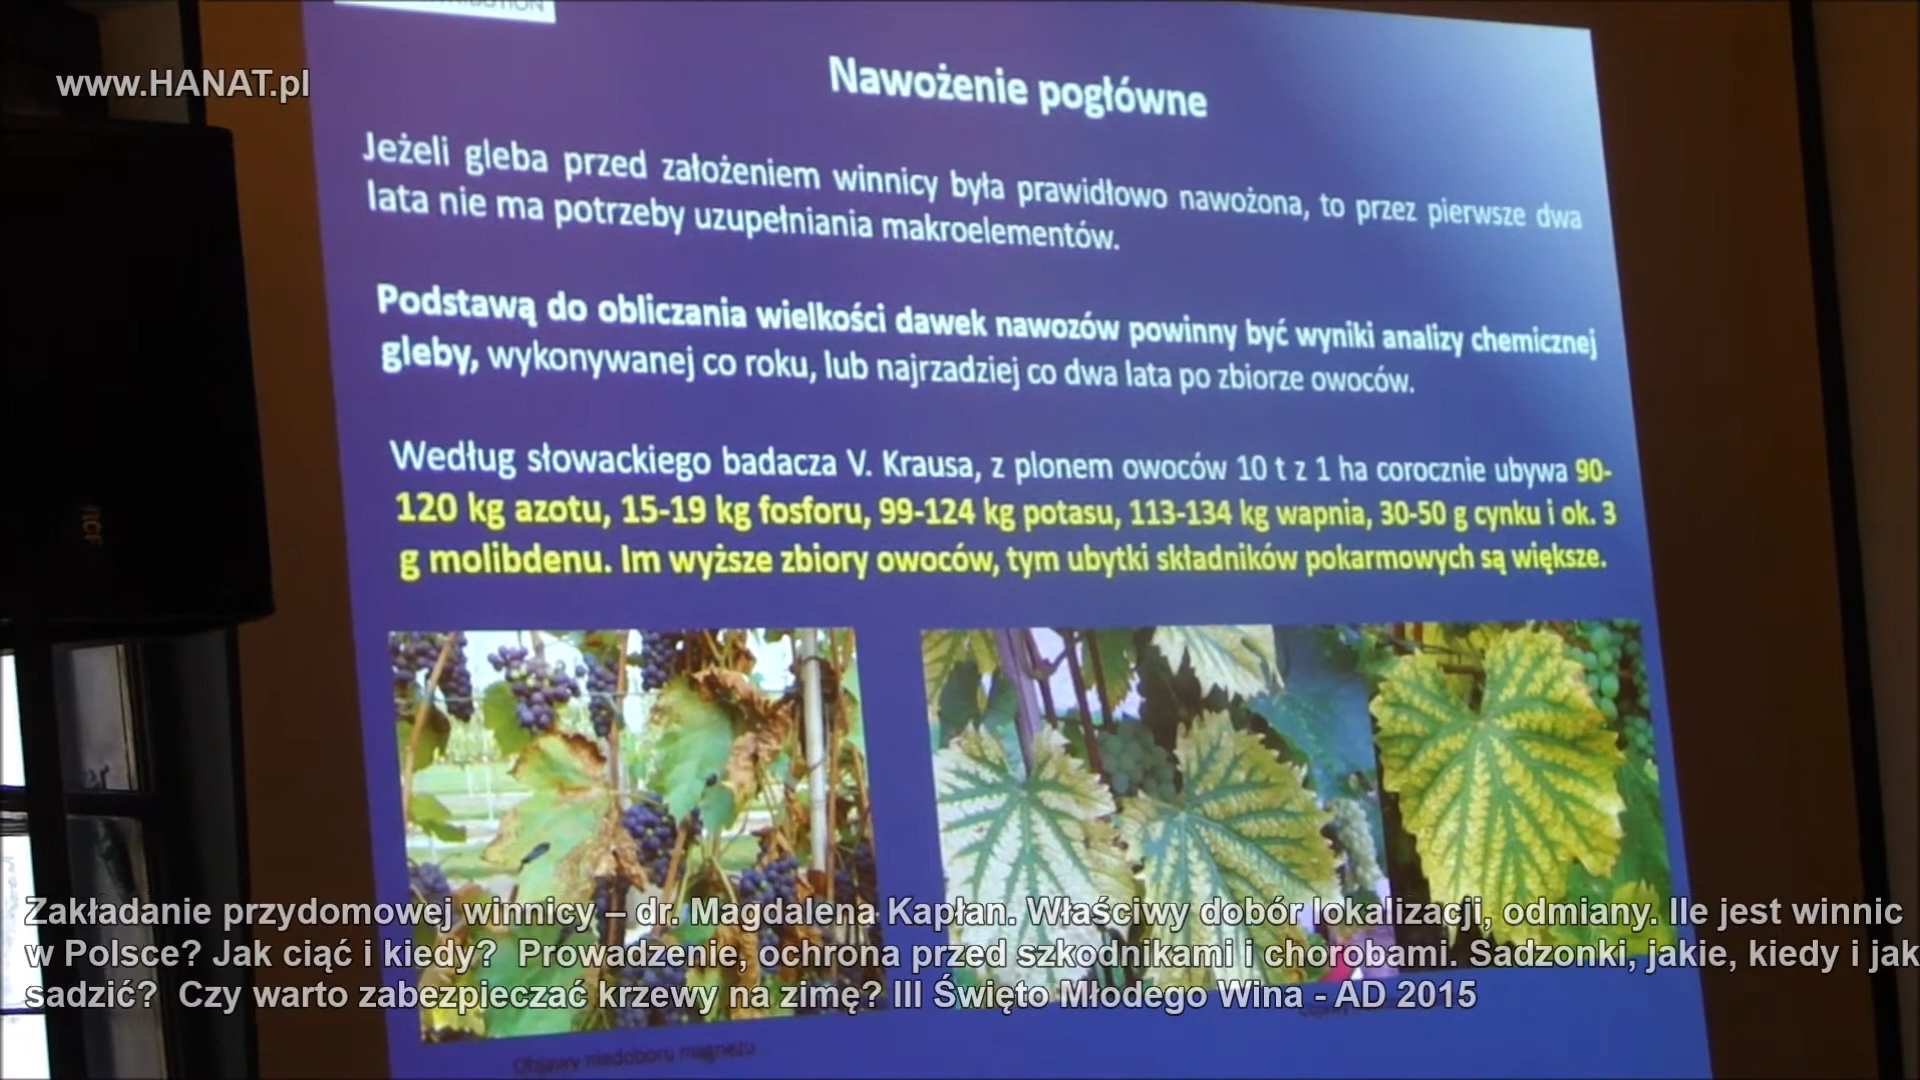 www.HANAT.pl
Nawożenie pogłówne
Jeżeli gleba przed założeniem winnicy była prawidłowo nawożona, to przez pierwsze dwa
lata nie ma potrzeby uzupełniania makroelementów.
Podstawą do obliczania wielkości dawek nawozów powinny być wyniki analizy chemicznej
gleby, wykonywanej co roku, lub najrzadziej co dwa lata po zbiorze owoców.
Według słowackiego badacza V. Krausa, z plonem owoców 10 t z 1 ha corocznie ubywa 90-
120 kg azotu, 15-19 kg fosforu, 99-124 kg potasu, 113-134 kg wapnia, 30-50 g cynku i ok. 3
g molibdenu. Im wyższe zbiory owoców, tym ubytki składników pokarmowych są większe.
Zakładanie przydomowej winnicy – dr. Magdalena Kapłan. Właściwy dobór lokalizacji, odmiany. Ile jest winnic
w Polsce? Jak ciąć i kiedy? Prowadzenie, ochrona przed szkodnikami i chorobami. Sadzonki, jakie, kiedy i jak
sadzić? Czy warto zabezpieczać krzewy na zimę? III Święto Młodego Wina - AD 2015
Objawy niedoboru magnezu